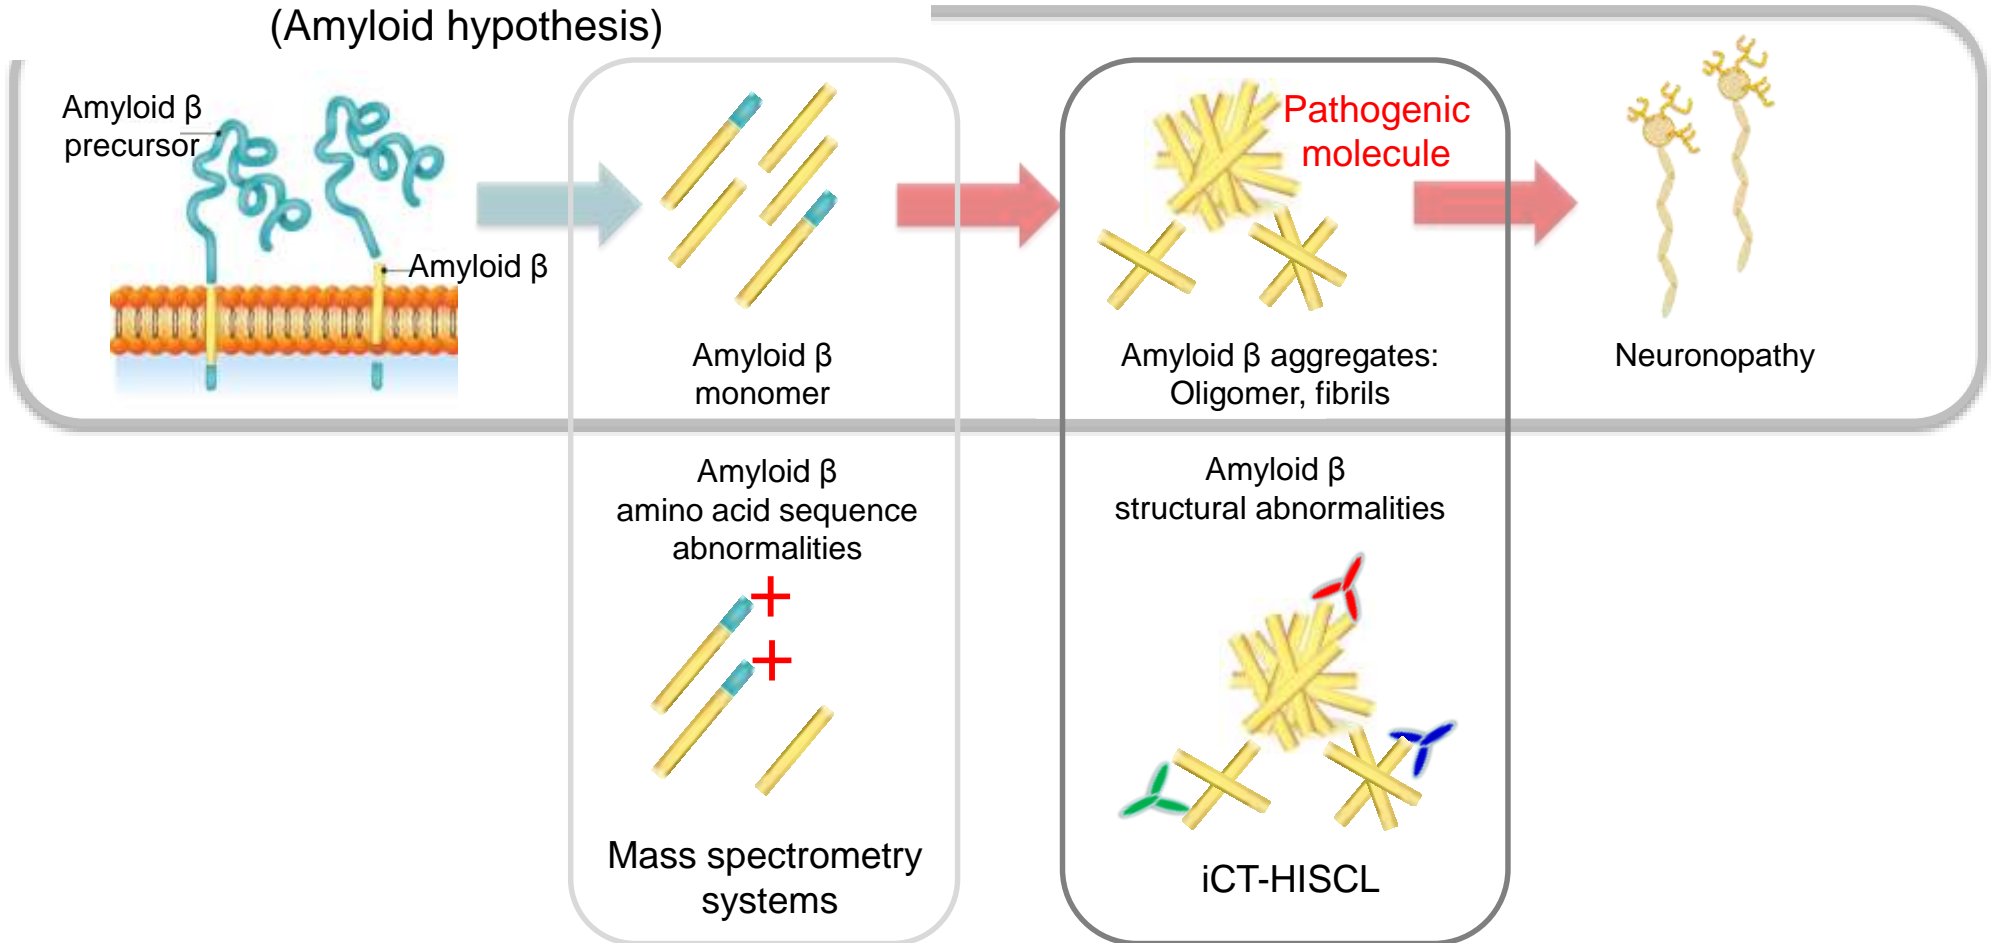 (Amyloid hypothesis)
Amyloid β
precursor
Amyloid β
Amyloid β
monomer
Pathogenic
molecule
Amyloid β aggregates:
Oligomer, fibrils
Neuronopathy
Amyloid β
amino acid sequence
abnormalities
Mass spectrometry
systems
Amyloid β
structural abnormalities
iCT-HISCL